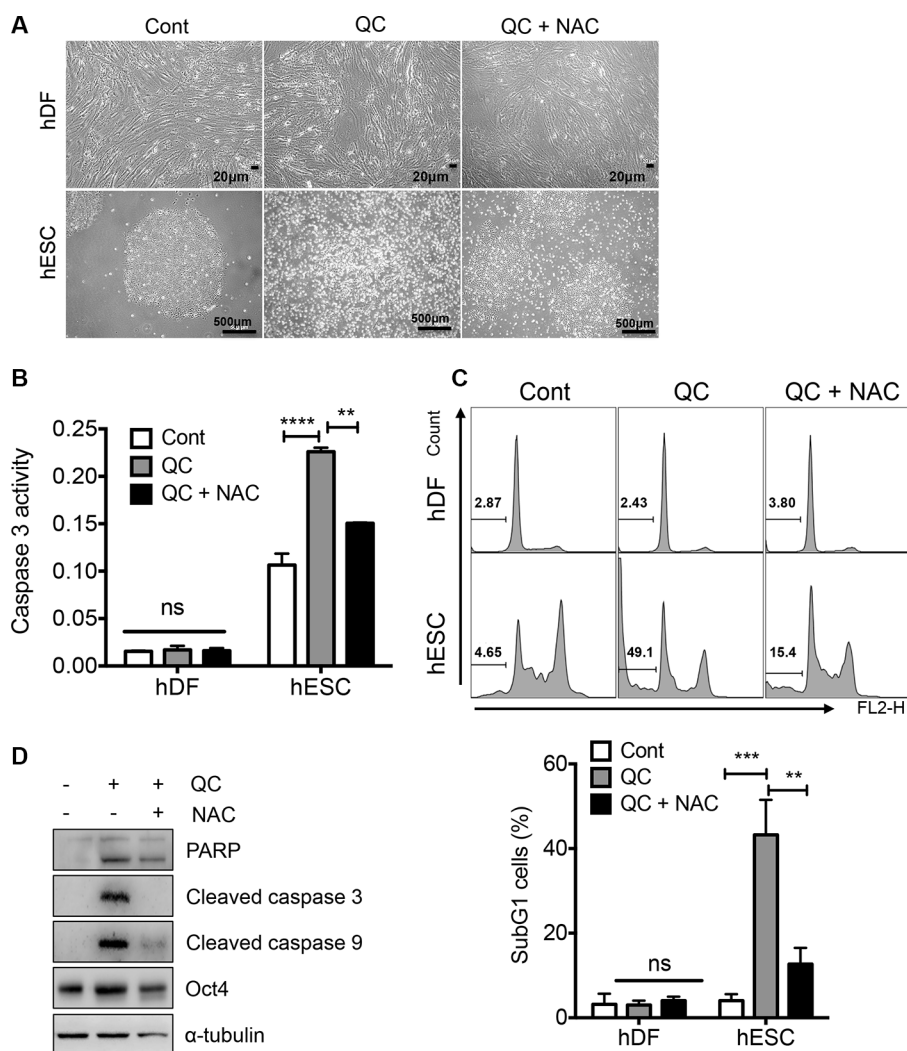 A
Cont QC QC + NAC
hDF
20µm 20µm 20µm
hESC
500µm 500µm 500µm
B
Caspase 3 activity
0.25
0.20
0.15
0.10
0.05
0.00
Cont
QC
QC + NAC
**** **
ns
hDF hESC
C
Cont QC QC + NAC
Count
hDF
2.87 2.43 3.80
hESC
4.65 49.1 15.4
FL2-H
SubG1 cells (%)
60
40
20
0
Cont
QC
QC + NAC
*** **
ns
hDF hESC
D
- + + QC
- - + NAC
PARP
Cleaved caspase 3
Cleaved caspase 9
Oct4
α-tubulin